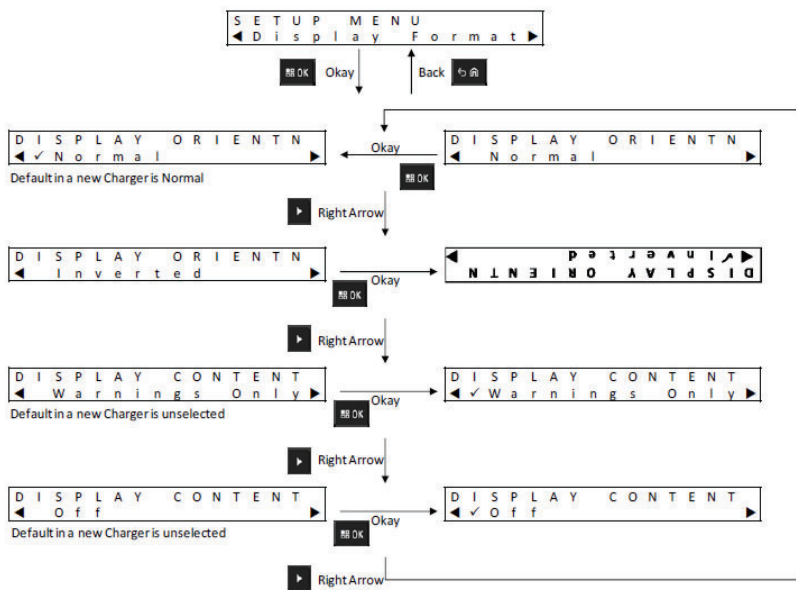 SETUP MENU
◀Display Format▶
OK Okay
Back
DISPLAY ORIENTN
◀ ✓Normal ▶
Default in a new Charger is Normal
Okay
OK
DISPLAY ORIENTN
◀ Normal ▶
Right Arrow
DISPLAY ORIENTN
◀ Inverted ▶
Okay
OK
DISPLAY ORIENTN
◀✓Inverted ▶
Right Arrow
DISPLAY CONTENT
◀ Warnings Only▶
Default in a new Charger is unselected
Okay
OK
DISPLAY CONTENT
◀✓Warnings Only▶
Right Arrow
DISPLAY CONTENT
◀ Off ▶
Default in a new Charger is unselected
Okay
OK
DISPLAY CONTENT
◀✓Off ▶
Right Arrow